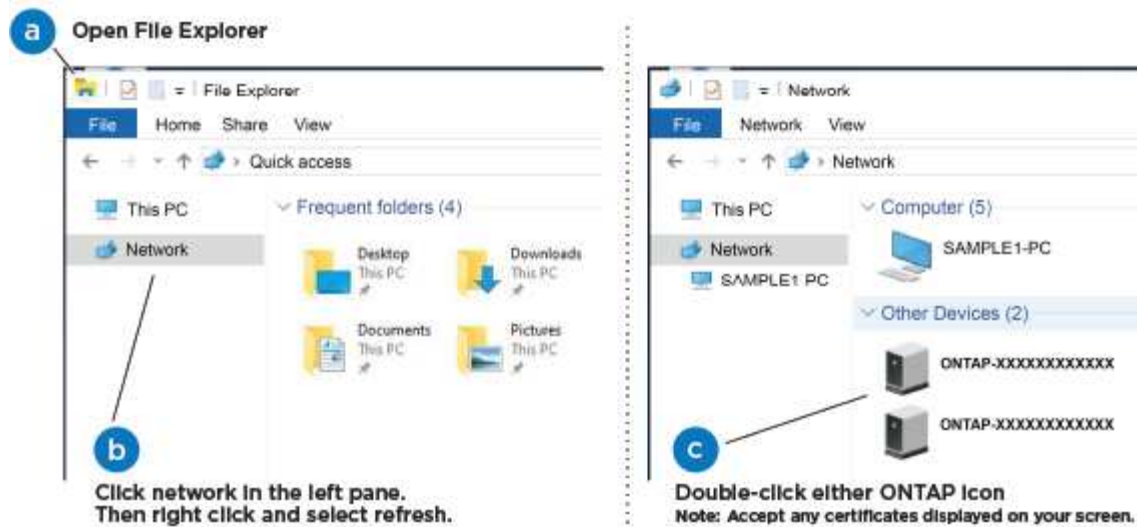 a Open File Explorer
File Explorer
File Home Share View
Quick access
This PC
Network
Frequent folders (4)
Desktop
This PC
Downloads
This PC
Documents
This PC
Pictures
This PC
b
Click network in the left pane.
Then right click and select refresh.
Network
File Network View
Network
This PC
Network
SAMPLE1 PC
Computer (5)
SAMPLE1-PC
Other Devices (2)
ONTAP-XXXXXXXXXXXX
ONTAP-XXXXXXXXXXXX
c
Double-click either ONTAP icon
Note: Accept any certificates displayed on your screen.